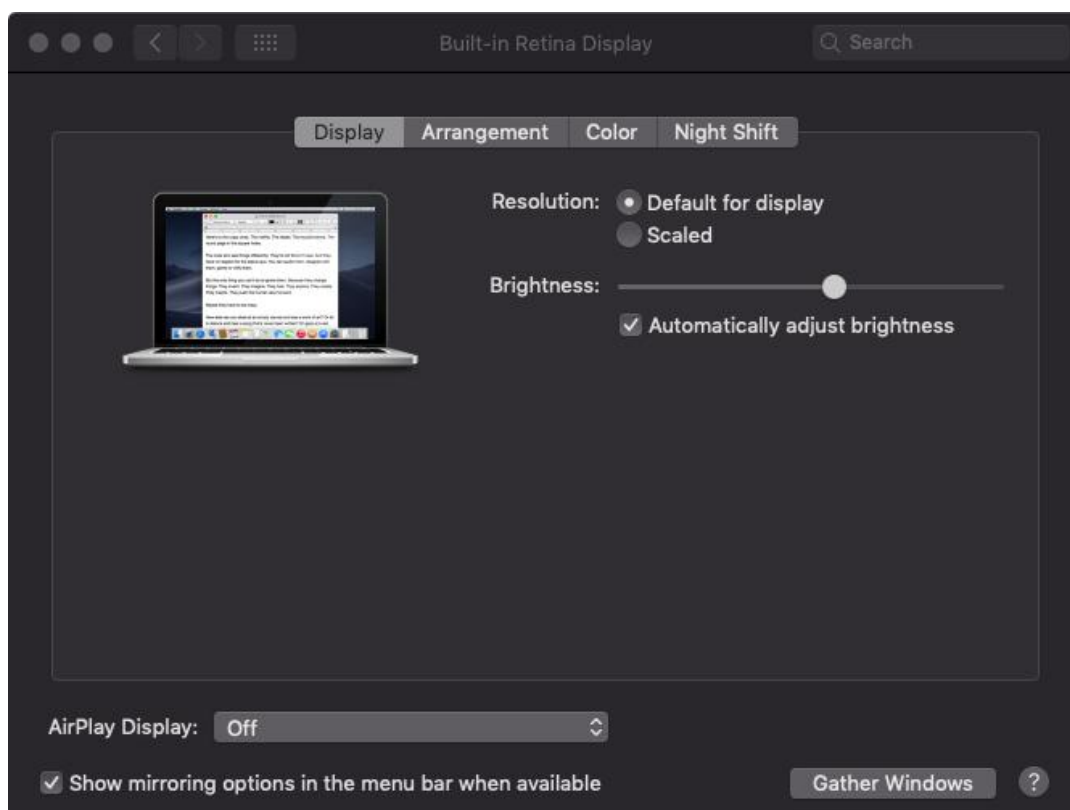 Built-in Retina Display
Search
Display Arrangement Color Night Shift
Resolution: Default for display
Scaled
Brightness:
Automatically adjust brightness
AirPlay Display: Off
Show mirroring options in the menu bar when available
Gather Windows ?